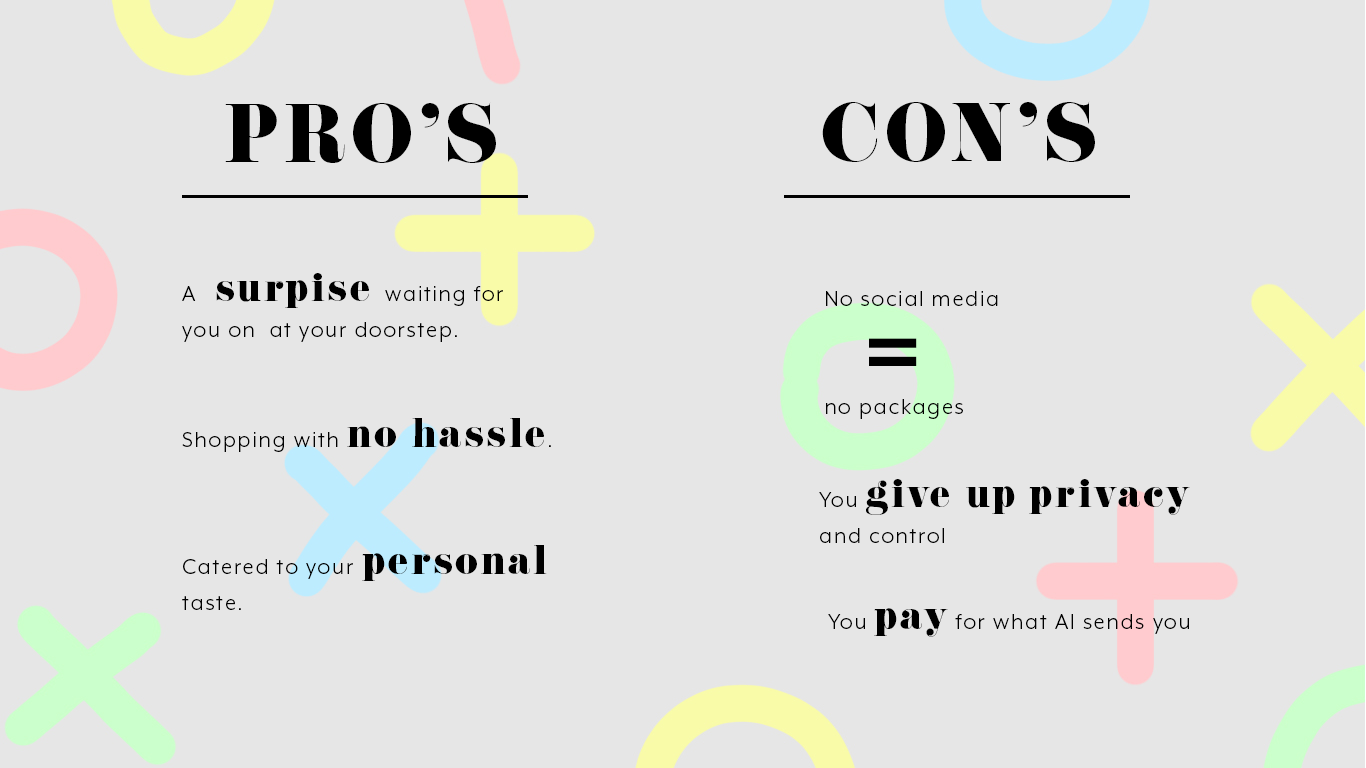 PRO’S
A surpise waiting for
you on at your doorstep.
Shopping with no hassle.
Catered to your personal
taste.
CON’S
No social media
=
no packages
You give up privacy
and control
You pay for what AI sends you